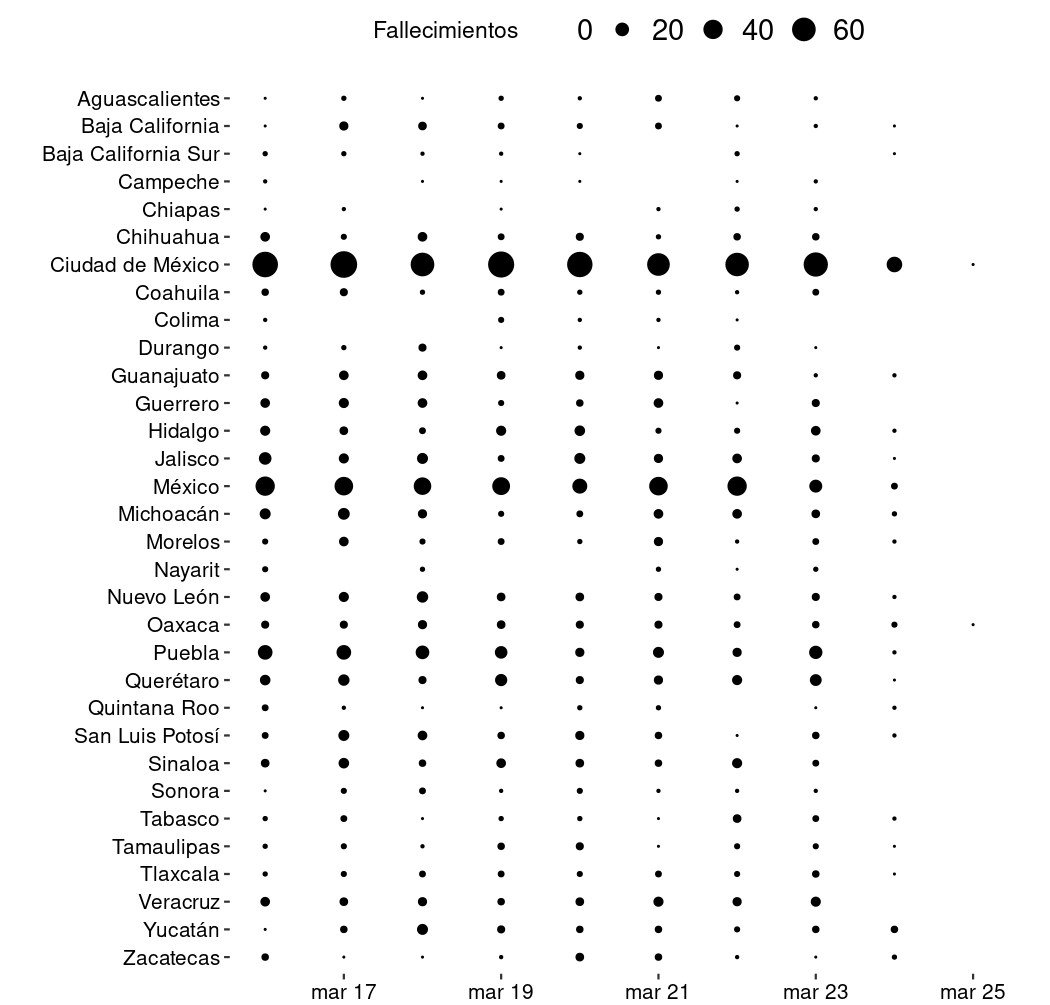 Fallecimientos 0 20 40 60
Aguascalientes
Baja California
Baja California Sur
Campeche
Chiapas
Chihuahua
Ciudad de México
Coahuila
Colima
Durango
Guanajuato
Guerrero
Hidalgo
Jalisco
México
Michoacán
Morelos
Nayarit
Nuevo León
Oaxaca
Puebla
Querétaro
Quintana Roo
San Luis Potosí
Sinaloa
Sonora
Tabasco
Tamaulipas
Tlaxcala
Veracruz
Yucatán
Zacatecas
mar 17 mar 19 mar 21 mar 23 mar 25